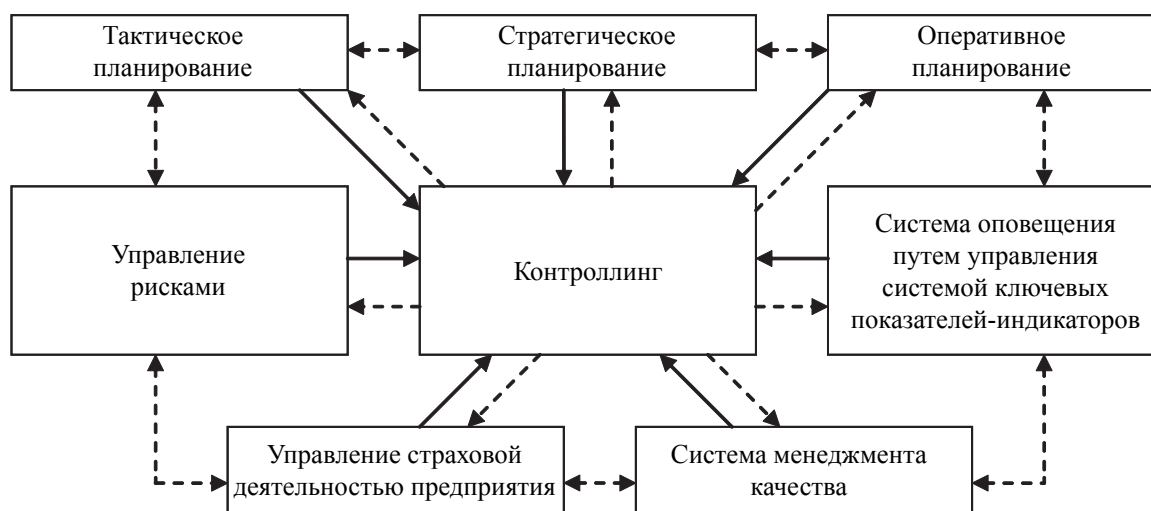 Тактическое
планирование
Стратегическое
планирование
Оперативное
планирование
Управление
рисками
Контроллинг
Система оповещения
путем управления
системой ключевых
показателей-индикаторов
Управление страховой
деятельностью предприятия
Система менеджмента
качества